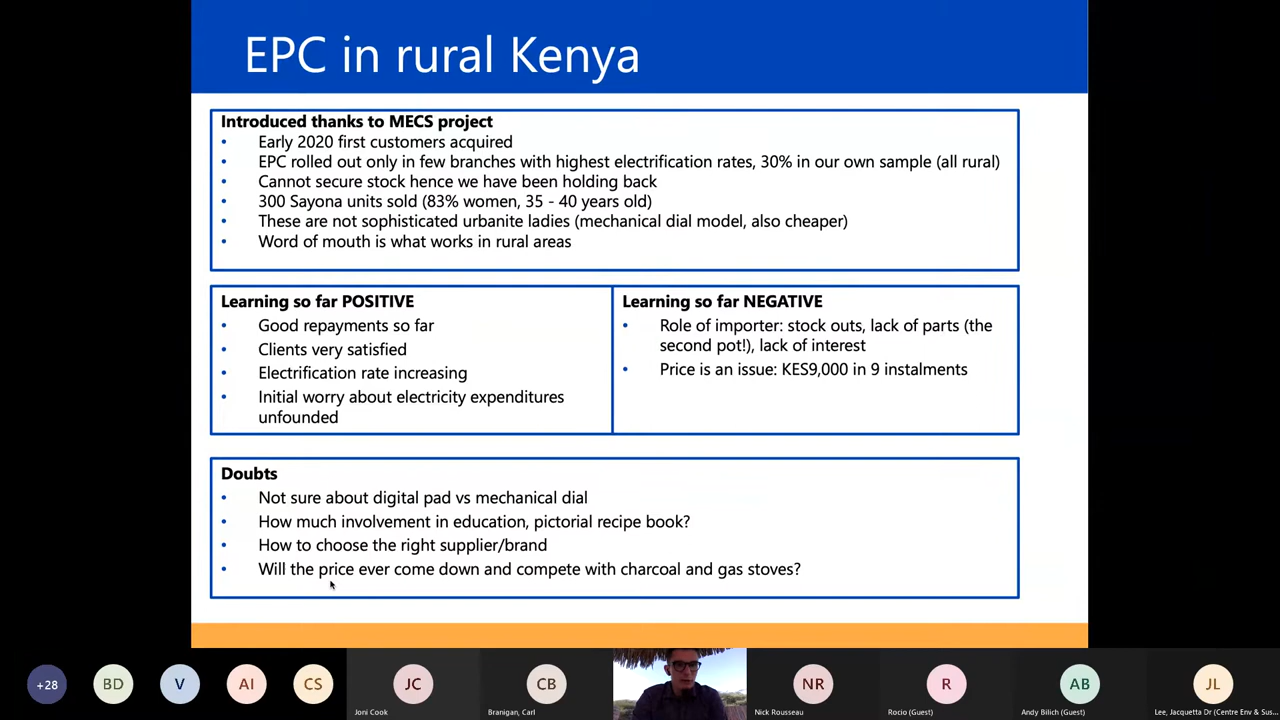 EPC in rural Kenya
Introduced thanks to MECS project
• Early 2020 first customers acquired
• EPC rolled out only in few branches with highest electrification rates, 30% in our own sample (all rural)
• Cannot secure stock hence we have been holding back
• 300 Sayona units sold (83% women, 35 - 40 years old)
• These are not sophisticated urbanite ladies (mechanical dial model, also cheaper)
• Word of mouth is what works in rural areas
Learning so far POSITIVE
• Good repayments so far
• Clients very satisfied
• Electrification rate increasing
• Initial worry about electricity expenditures
unfounded
Learning so far NEGATIVE
• Role of importer: stock outs, lack of parts (the
second pot!), lack of interest
• Price is an issue: KES9,000 in 9 instalments
Doubts
• Not sure about digital pad vs mechanical dial
• How much involvement in education, pictorial recipe book?
• How to choose the right supplier/brand
• Will the price ever come down and compete with charcoal and gas stoves?
+28
BD
V
AI
CS
JC
Joni Cook
CB
Branigan, Carl
NR
Nick Rousseau
R
Rocio (Guest)
AB
Andy Bilich (Guest)
JL
Lee, Jacquetta Dr (Centre Env & Sus...